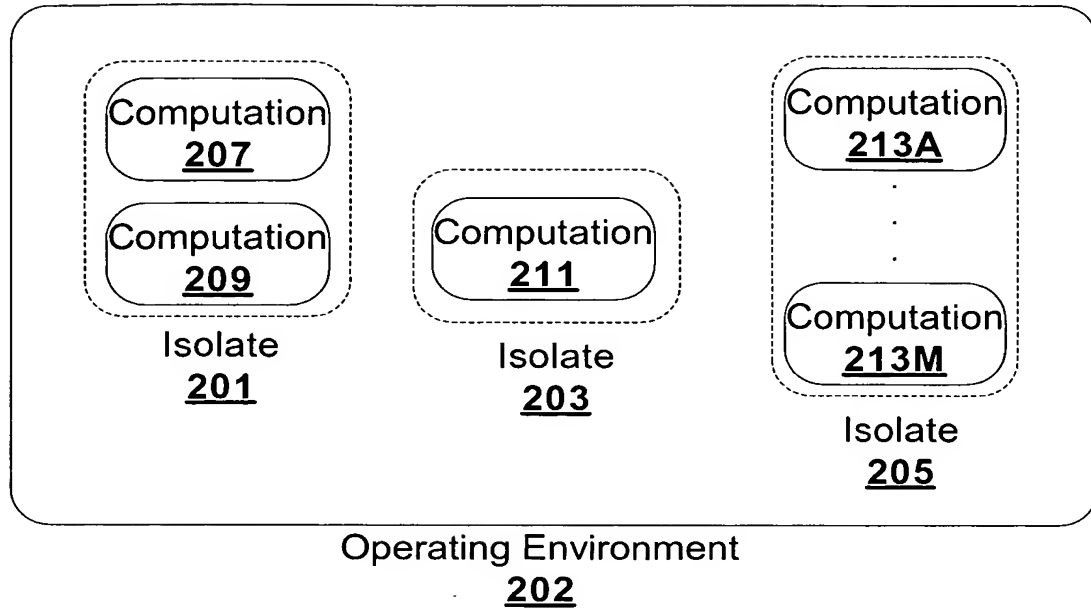 Computation
207
Computation
209
Isolate
201
Computation
211
Isolate
203
Computation
213A
Computation
213M
Isolate
205
Operating Environment
202